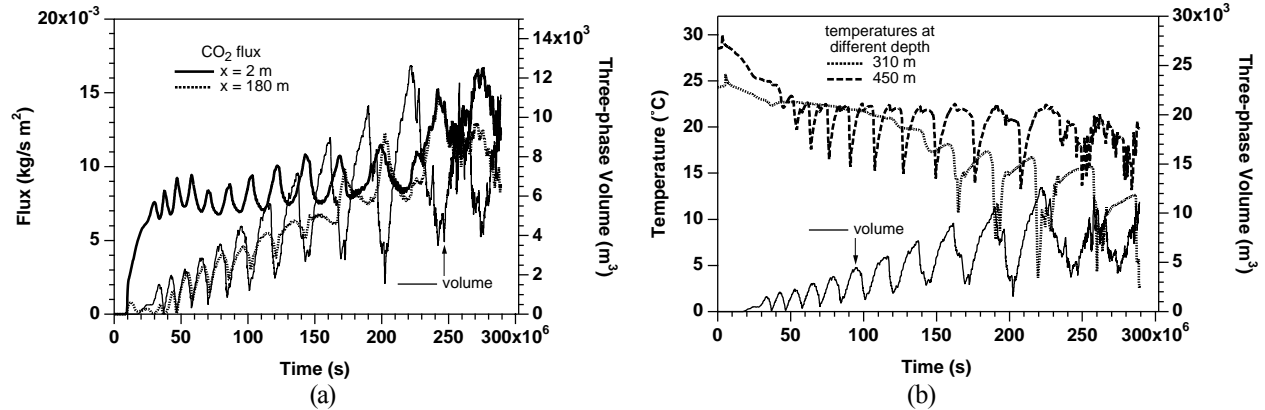 20x10-3
15
10
5
0
Flux (kg/s m2)
CO2 flux
x = 2 m
x = 180 m
volume
14x103
12
10
8
6
4
2
0
Three-phase Volume (m3)
0 50 100 150 200 250 300x106
Time (s)
(a)
30
25
20
15
10
5
0
Temperature (˚C)
temperatures at
different depth
310 m
450 m
volume
30x103
25
20
15
10
5
0
Three-phase Volume (m3)
0 50 100 150 200 250 300x106
Time (s)
(b)